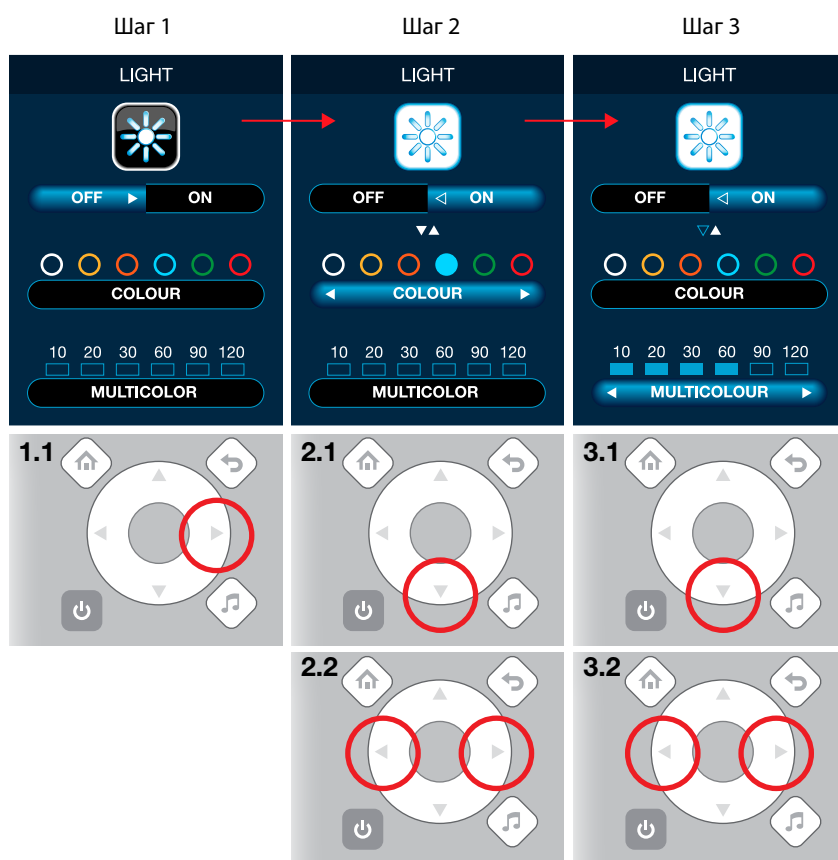 Шаг 1
Шаг 2
Шаг 3
LIGHT
OFF ON
COLOUR
10 20 30 60 90 120
MULTICOLOR
LIGHT
OFF ON
COLOUR
10 20 30 60 90 120
MULTICOLOR
LIGHT
OFF ON
COLOUR
10 20 30 60 90 120
MULTICOLOUR
1.1
2.1
3.1
2.2
3.2